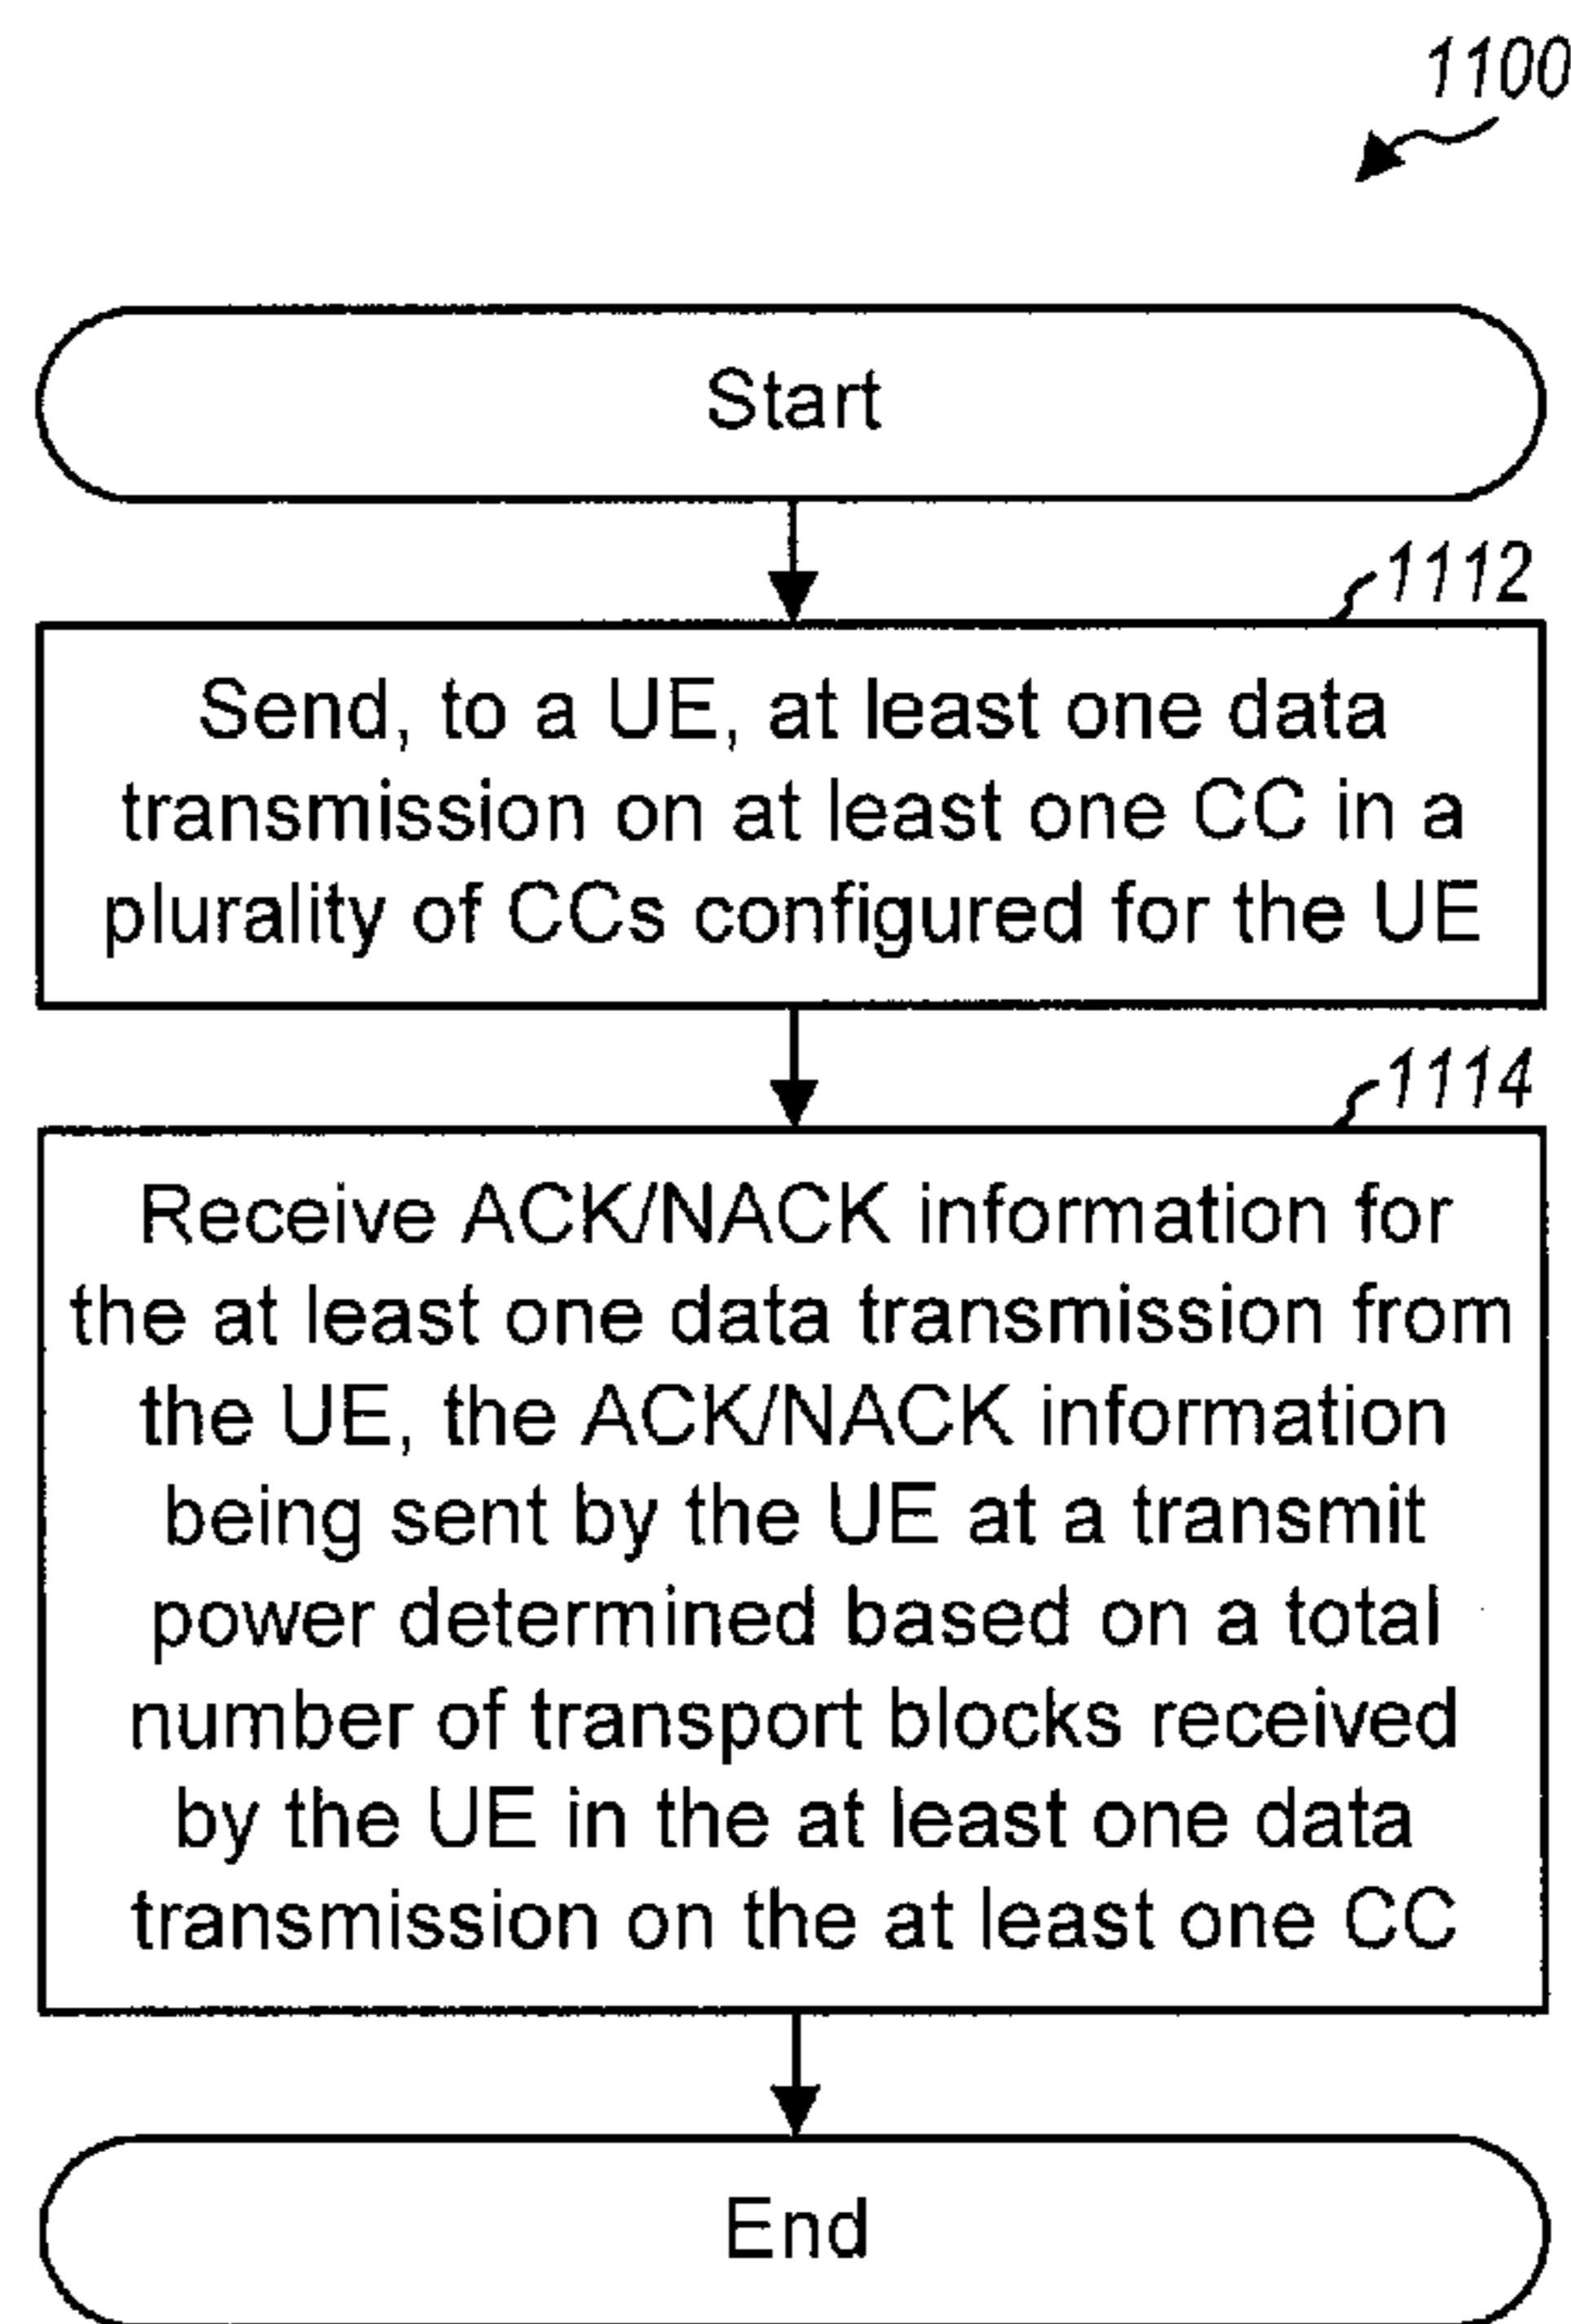 1100
Start
1112
Send, to a UE, at least one data
transmission on at least one CC in a
plurality of CCs configured for the UE
1114
Receive ACK/NACK information for
the at least one data transmission from
the UE, the ACK/NACK information
being sent by the UE at a transmit
power determined based on a total
number of transport blocks received
by the UE in the at least one data
transmission on the at least one CC
End